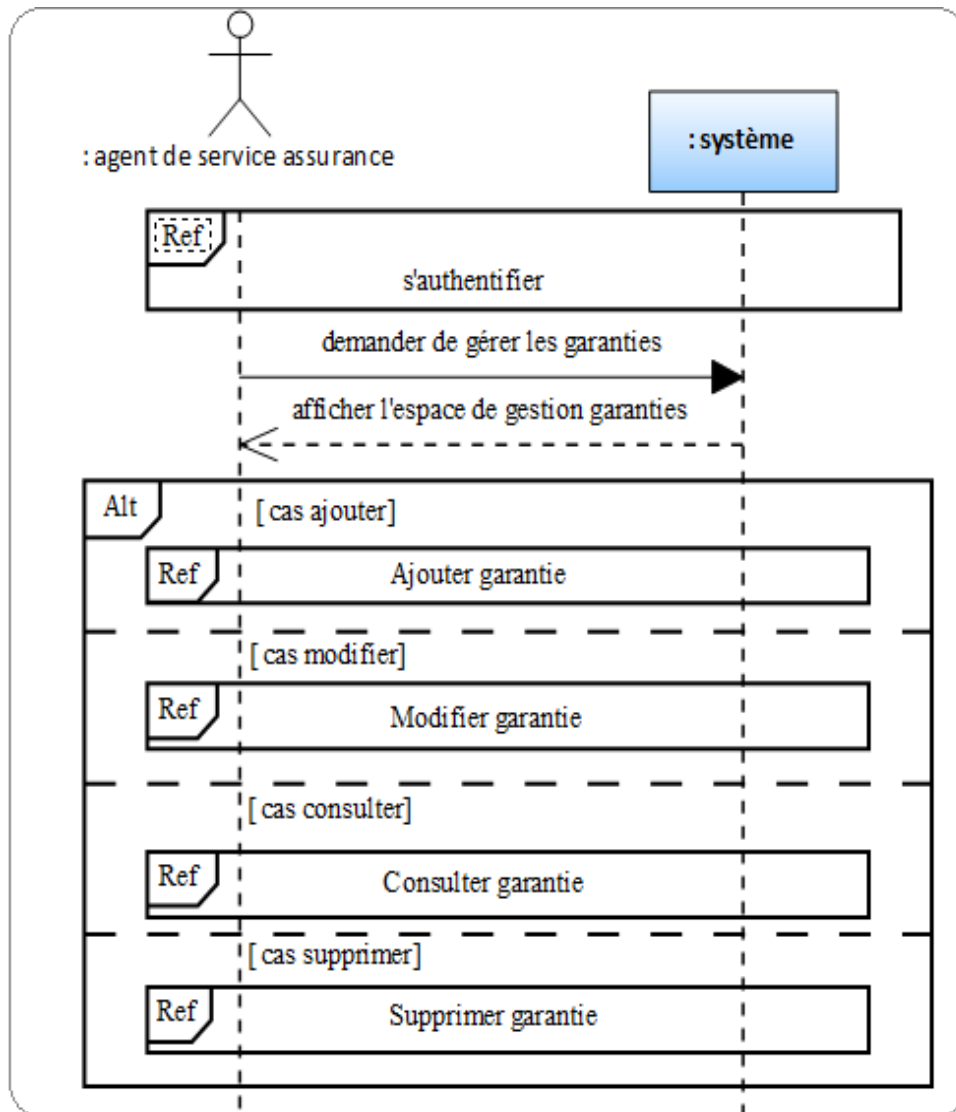 : agent de service assurance
: système
Ref
s'authentifier
demander de gérer les garanties
afficher l'espace de gestion garanties
Alt
[ cas ajouter]
Ref
Ajouter garantie
[ cas modifier]
Ref
Modifier garantie
[ cas consulter]
Ref
Consulter garantie
[ cas supprimer]
Ref
Supprimer garantie